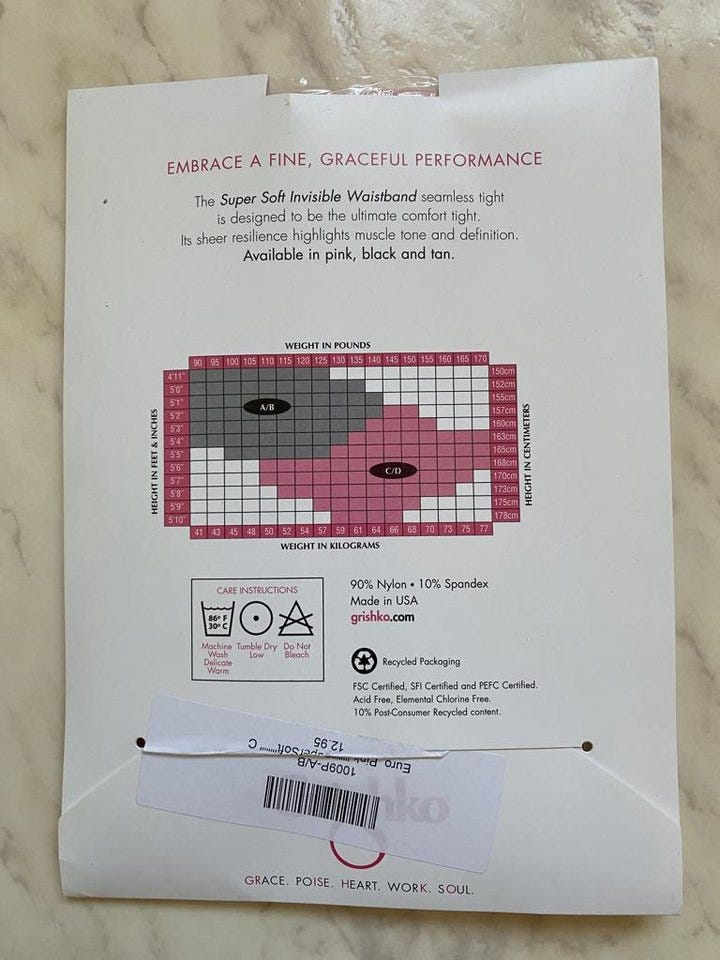 EMBRACE A FINE, GRACEFUL PERFORMANCE
The Super Soft Invisible Waistband seamless tight
is designed to be the ultimate comfort tight.
Its sheer resilience highlights muscle tone and definition.
Available in pink, black and tan.
WEIGHT IN POUNDS
90 95 100 105 110 115 120 125 130 135 140 145 150 155 160 165 170
HEIGHT IN FEET & INCHES
4'11"
5'0"
5'1"
5'2"
5'3"
5'4"
5'5"
5'6"
5'7"
5'8"
5'9"
5'10"
A/B
C/D
150cm
152cm
155cm
157cm
160cm
163cm
165cm
168cm
170cm
173cm
175cm
178cm
HEIGHT IN CENTIMETERS
41 43 45 48 50 52 54 57 59 61 64 66 68 70 73 75 77
WEIGHT IN KILOGRAMS
CARE INSTRUCTIONS
86° F
30° C
Machine
Wash
Delicate
Warm
Tumble Dry
Low
Do Not
Bleach
90% Nylon • 10% Spandex
Made in USA
grishko.com
Recycled Packaging
FSC Certified, SFI Certified and PEFC Certified.
Acid Free, Elemental Chlorine Free.
10% Post-Consumer Recycled content.
1009P-A/B
Euro Pink
12.95
hko
GRACE. POISE. HEART. WORK. SOUL.